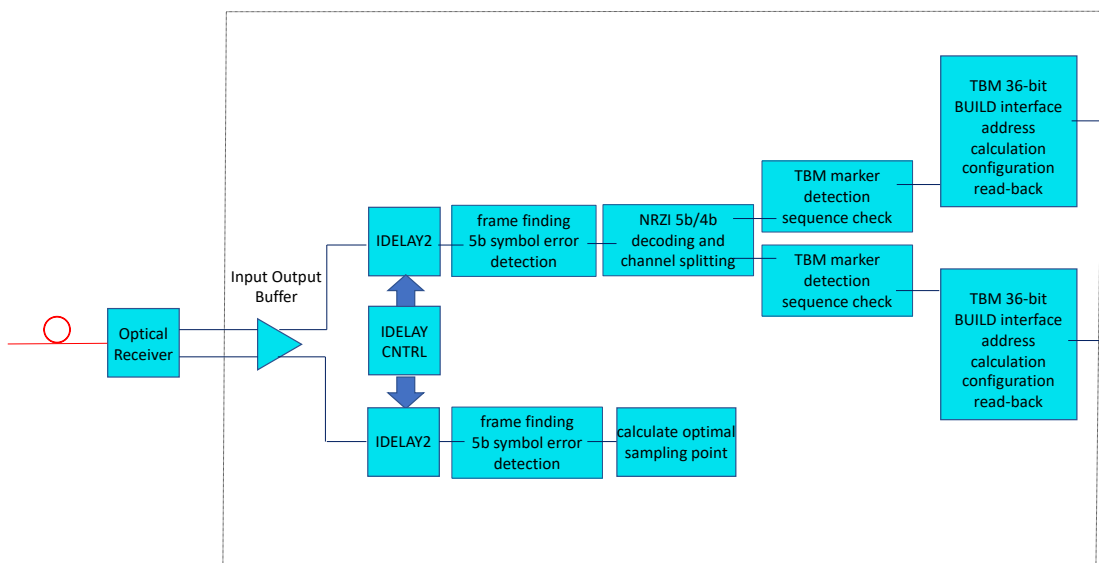 TBM 36-bit
BUILD interface
address
calculation
configuration
read-back
TBM marker
detection
sequence check
IDELAY2
frame finding
5b symbol error
detection
NRZI 5b/4b
decoding and
channel splitting
TBM marker
detection
sequence check
Input Output
Buffer
TBM 36-bit
BUILD interface
address
calculation
configuration
read-back
Optical
Receiver
IDELAY
CNTRL
IDELAY2
frame finding
5b symbol error
detection
calculate optimal
sampling point